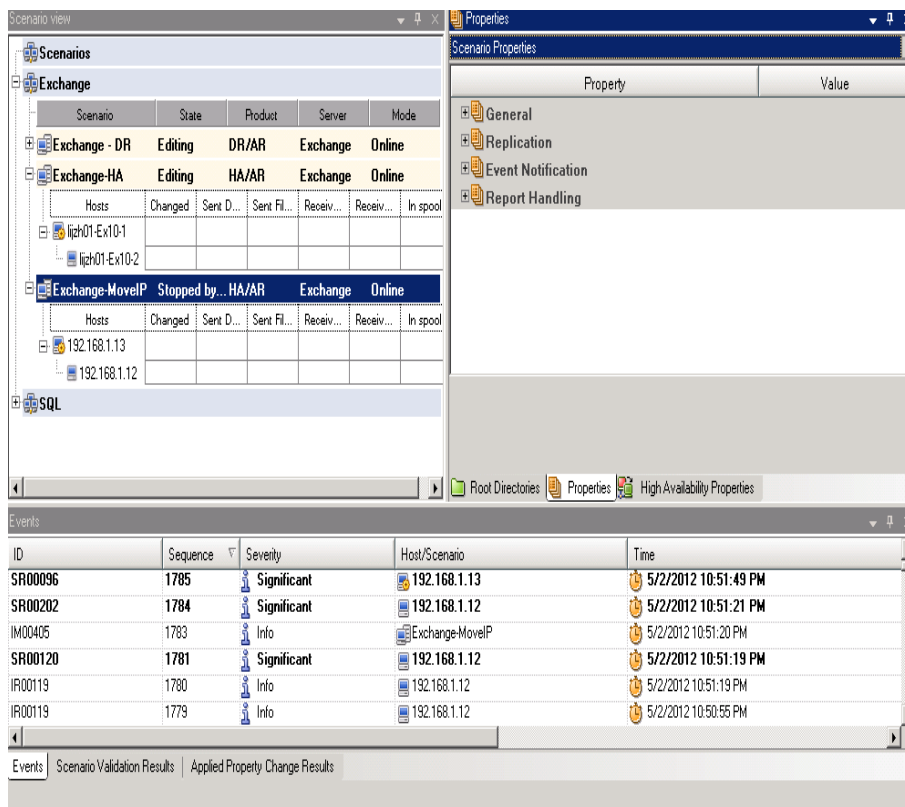 Scenario view
Scenarios
Exchange
Scenario State Product Server Mode
Exchange - DR Editing DR/AR Exchange Online
Exchange-HA Editing HA/AR Exchange Online
Hosts Changed Sent D... Sent Fil... Receiv... Receiv... In spool
lijzh01-Ex10-1
lijzh01-Ex10-2
Exchange-MoveIP Stopped by... HA/AR Exchange Online
Hosts Changed Sent D... Sent Fil... Receiv... Receiv... In spool
192.168.1.13
192.168.1.12
SQL
Properties
Scenario Properties
Property Value
General
Replication
Event Notification
Report Handling
Root Directories Properties High Availability Properties
Events
ID Sequence Severity Host/Scenario Time
SR00096 1785 Significant 192.168.1.13 5/2/2012 10:51:49 PM
SR00202 1784 Significant 192.168.1.12 5/2/2012 10:51:21 PM
IM00405 1783 Info Exchange-MoveIP 5/2/2012 10:51:20 PM
SR00120 1781 Significant 192.168.1.12 5/2/2012 10:51:19 PM
IR00119 1780 Info 192.168.1.12 5/2/2012 10:51:19 PM
IR00119 1779 Info 192.168.1.12 5/2/2012 10:50:55 PM
Events Scenario Validation Results Applied Property Change Results